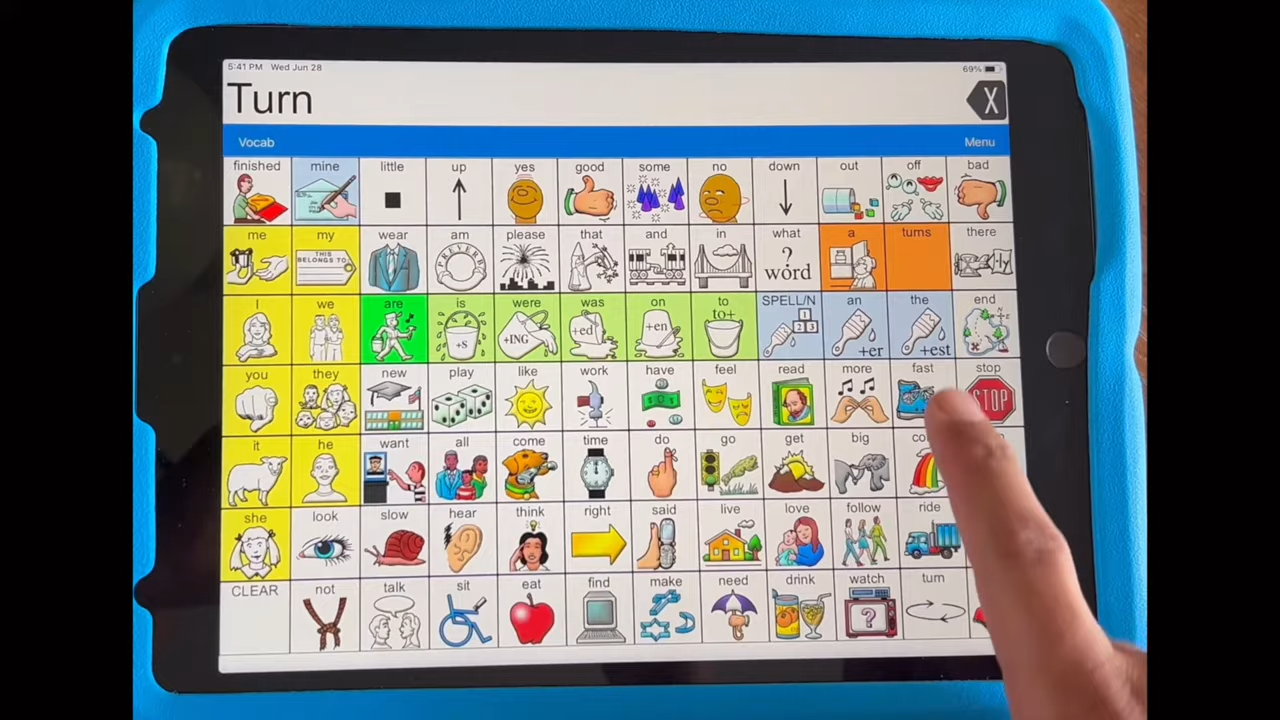 5:41 PM Wed Jun 28 69%
Turn X
Vocab Menu
finished mine little up yes good some no down out off bad
me my wear am please that and in what a turns there
THIS BELONGS TO PREVERB ? word
I we are is were was on to SPELL/N an the end
+S +ING +ed +en to+ 1 2 3 +er +est N
you they new play like work have feel read more fast stop
STOP
it he want all come time do go get big
she look slow hear think right said live love follow ride
CLEAR not talk sit eat find make need drink watch turn
?